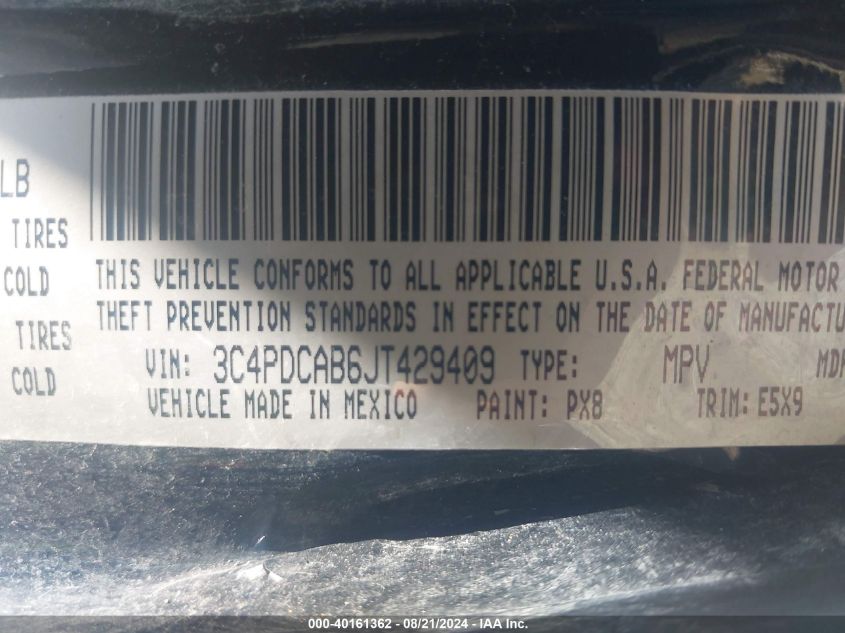 LB
TIRES
COLD
TIRES
COLD
THIS VEHICLE CONFORMS TO ALL APPLICABLE U.S.A. FEDERAL MOTOR
THEFT PREVENTION STANDARDS IN EFFECT ON THE DATE OF MANUFACTU
VIN: 3C4PDCAB6JT429409 TYPE: MPV MDH
VEHICLE MADE IN MEXICO PAINT: PX8 TRIM: E5X9
000-40161362 - 08/21/2024 - IAA Inc.